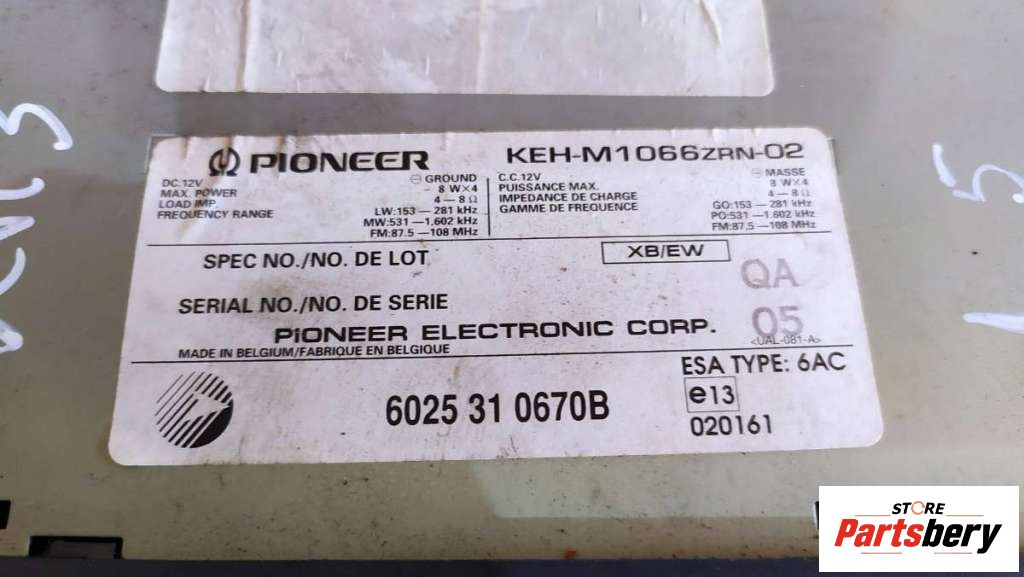 PIONEER
KEH-M1066ZRN-02
DC.12V ⊖ GROUND
MAX. POWER 8 W×4
LOAD IMP. 4–8 Ω
FREQUENCY RANGE LW:153–281 kHz
MW:531–1,602 kHz
FM:87.5–108 MHz
C.C.12V ⊖ MASSE
PUISSANCE MAX. 8 W×4
IMPEDANCE DE CHARGE 4–8 Ω
GAMME DE FREQUENCE GO:153–281 kHz
PO:531–1,602 kHz
FM:87.5–108 MHz
SPEC NO./NO. DE LOT XB/EW
QA
SERIAL NO./NO. DE SERIE
05
PIONEER ELECTRONIC CORP.
<UAL-081-A>
MADE IN BELGIUM/FABRIQUE EN BELGIQUE
ESA TYPE: 6AC
6025 31 0670B
e13
020161
1 5
STORE
Partsbery